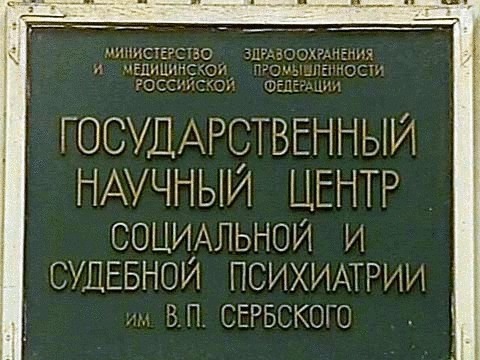 МИНИСТЕРСТВО ЗДРАВООХРАНЕНИЯ
И МЕДИЦИНСКОЙ ПРОМЫШЛЕННОСТИ
РОССИЙСКОЙ ФЕДЕРАЦИИ
ГОСУДАРСТВЕННЫЙ
НАУЧНЫЙ ЦЕНТР
СОЦИАЛЬНОЙ И
СУДЕБНОЙ ПСИХИАТРИИ
ИМ. В.П. СЕРБСКОГО